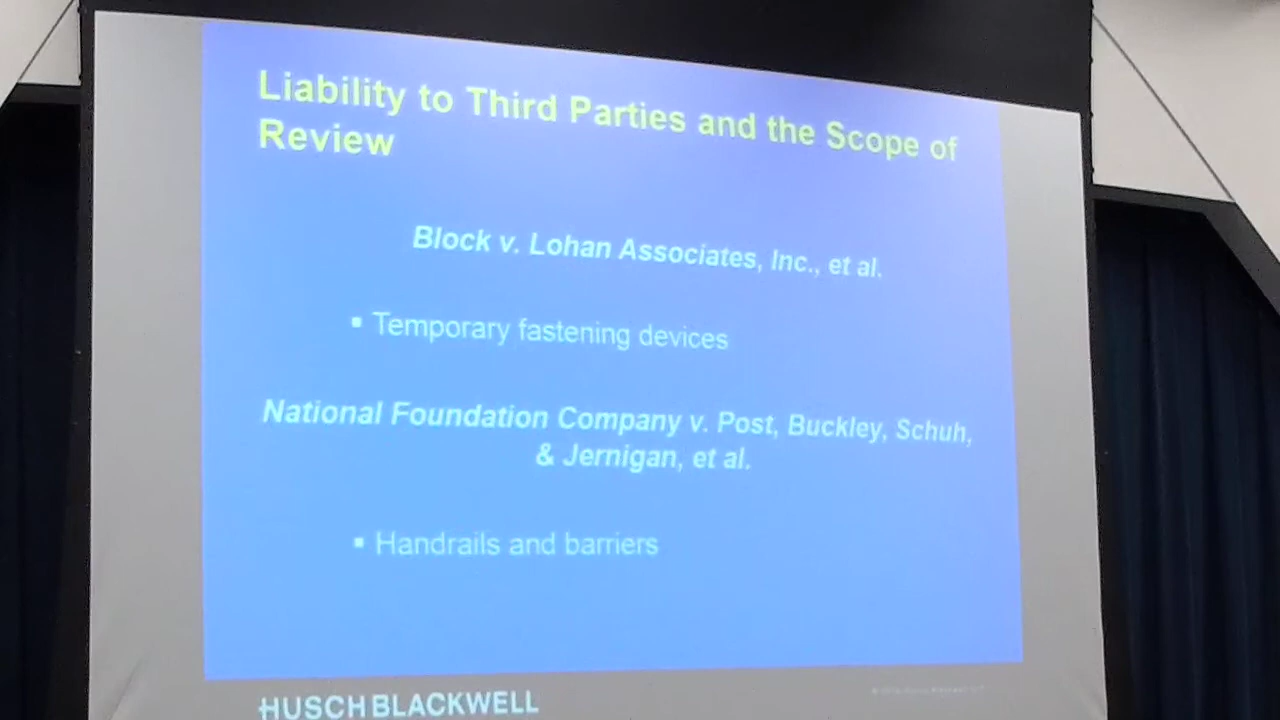 Liability to Third Parties and the Scope of
Review
Block v. Lohan Associates, Inc., et al.
▪ Temporary fastening devices
National Foundation Company v. Post, Buckley, Schuh,
& Jernigan, et al.
▪ Handrails and barriers
HUSCH BLACKWELL